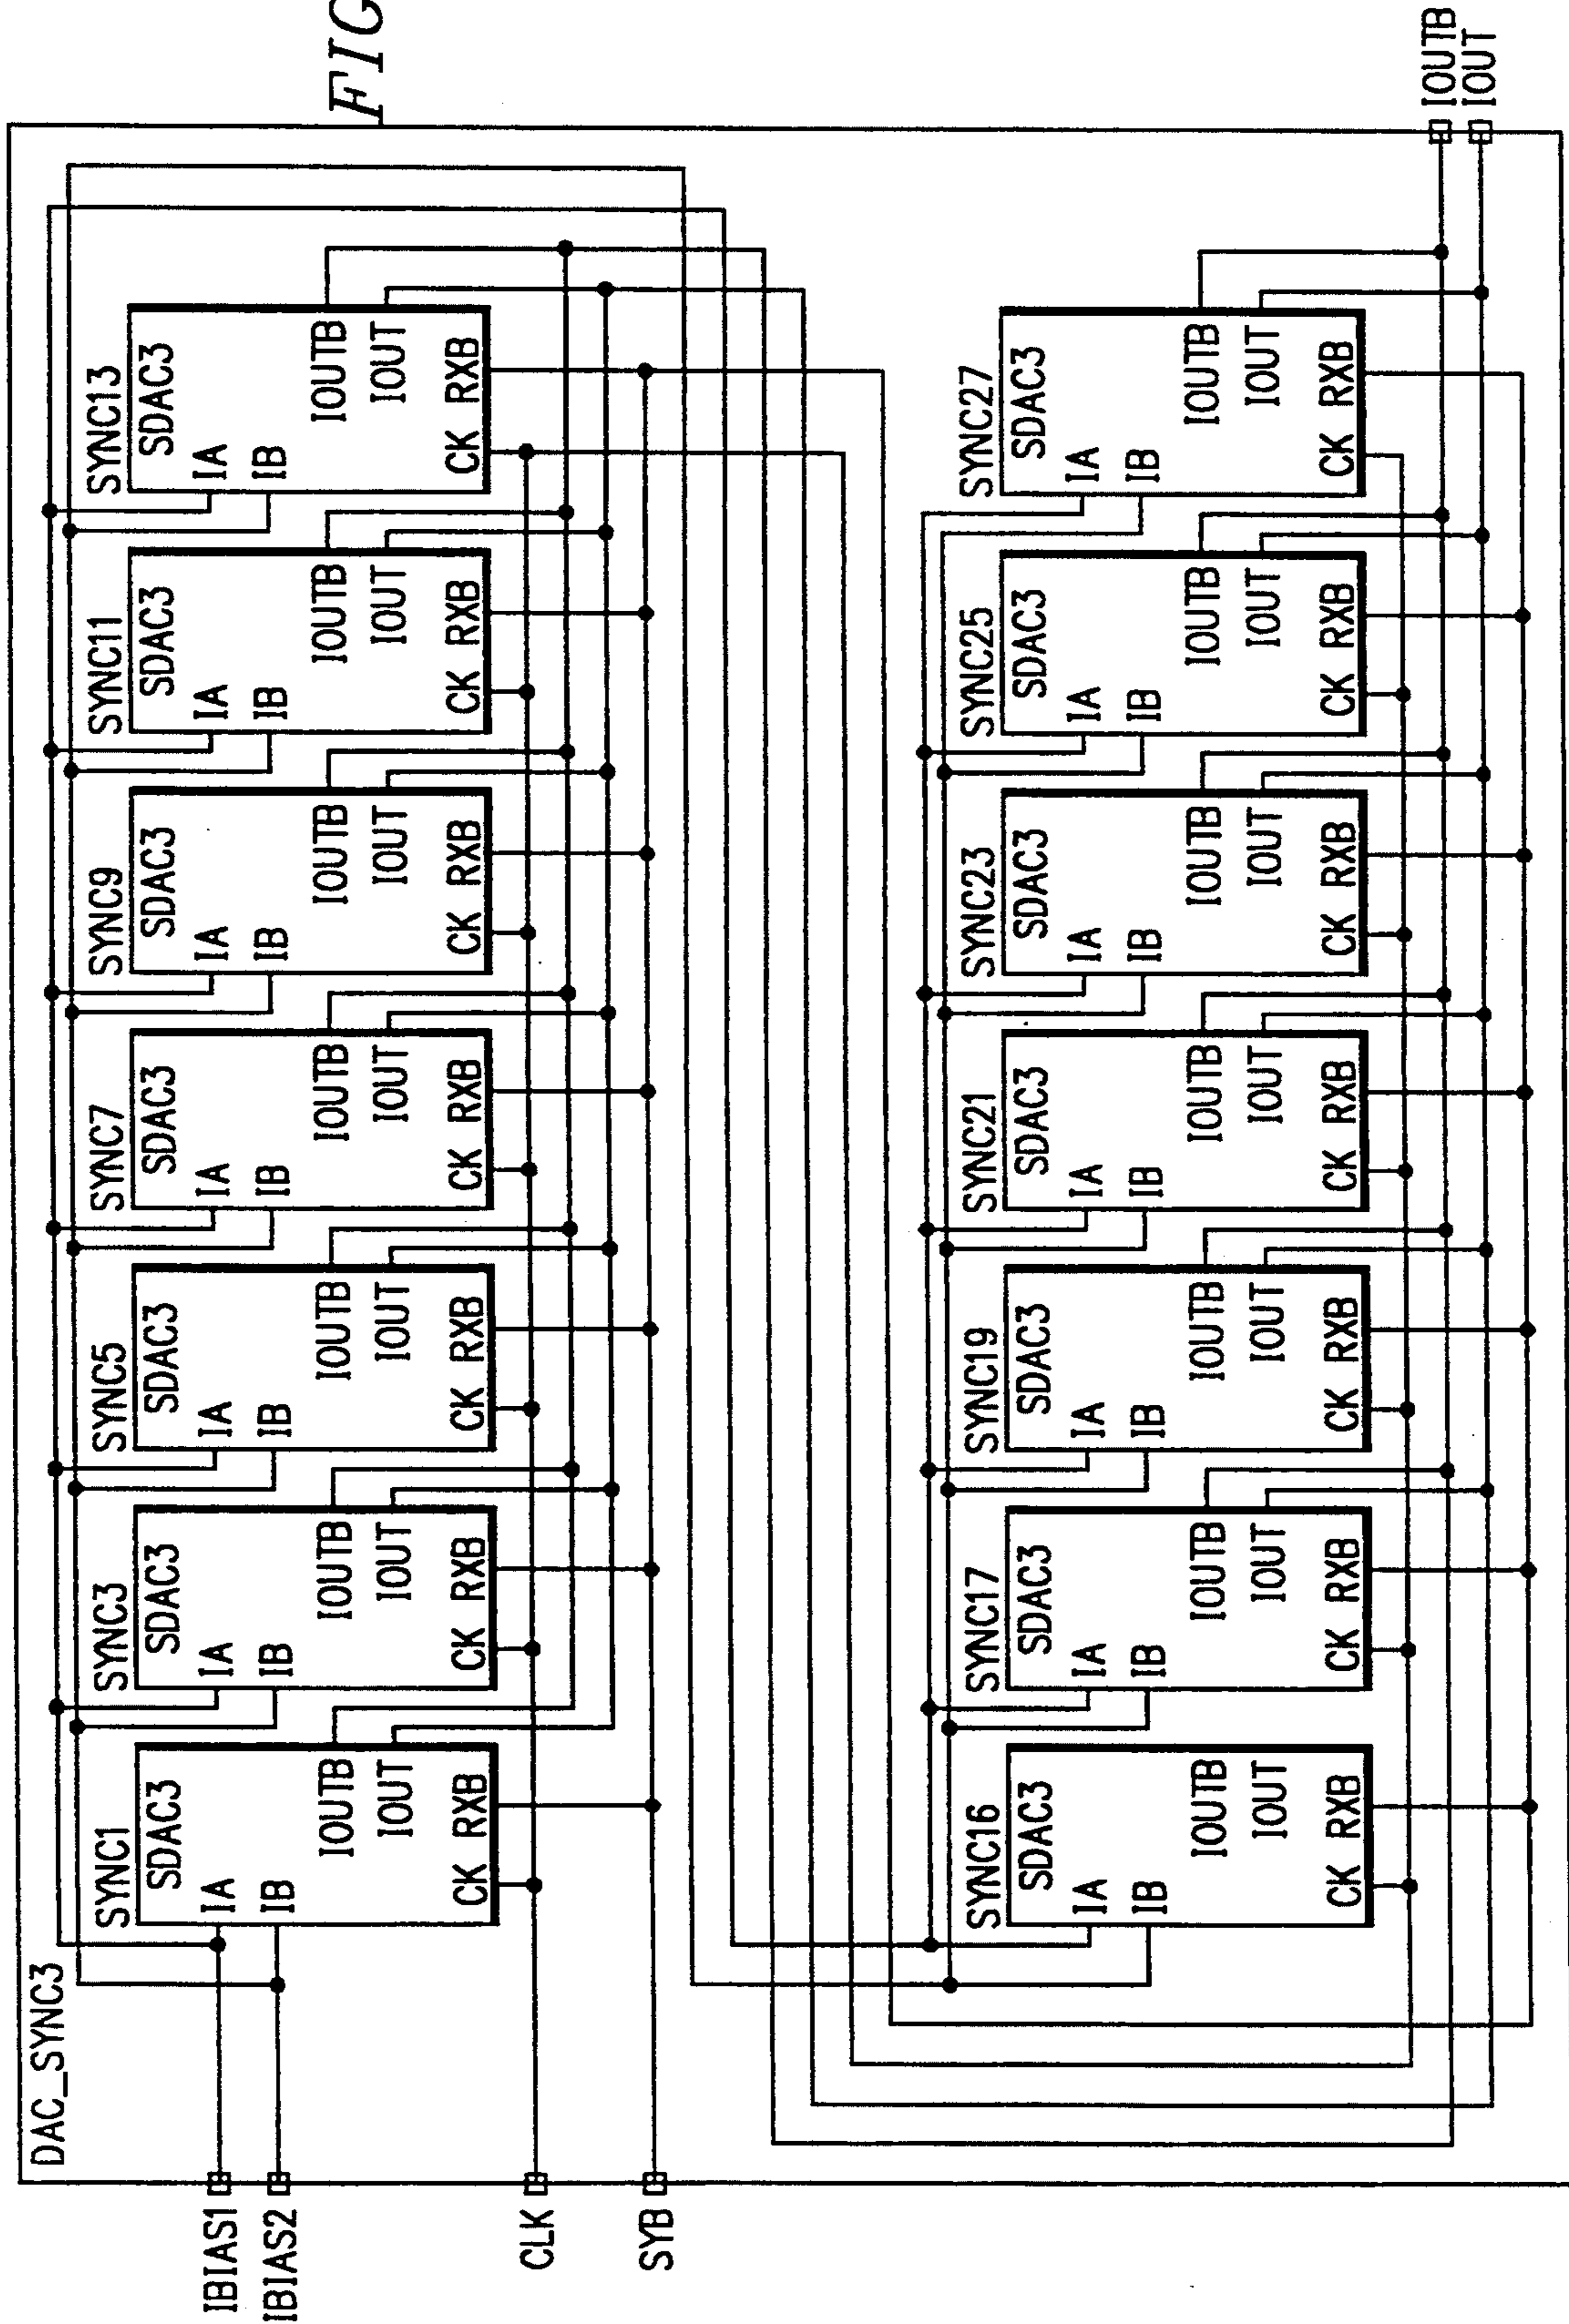 FIG
DAC_SYNC3
IBIAS1
IBIAS2
CLK
SYB
SYNC1
SDAC3
IA
IB
IOUTB
IOUT
CK RXB
SYNC3
SDAC3
IA
IB
IOUTB
IOUT
CK RXB
SYNC5
SDAC3
IA
IB
IOUTB
IOUT
CK RXB
SYNC7
SDAC3
IA
IB
IOUTB
IOUT
CK RXB
SYNC9
SDAC3
IA
IB
IOUTB
IOUT
CK RXB
SYNC11
SDAC3
IA
IB
IOUTB
IOUT
CK RXB
SYNC13
SDAC3
IA
IB
IOUTB
IOUT
CK RXB
SYNC16
SDAC3
IA
IB
IOUTB
IOUT
CK RXB
SYNC17
SDAC3
IA
IB
IOUTB
IOUT
CK RXB
SYNC19
SDAC3
IA
IB
IOUTB
IOUT
CK RXB
SYNC21
SDAC3
IA
IB
IOUTB
IOUT
CK RXB
SYNC23
SDAC3
IA
IB
IOUTB
IOUT
CK RXB
SYNC25
SDAC3
IA
IB
IOUTB
IOUT
CK RXB
SYNC27
SDAC3
IA
IB
IOUTB
IOUT
CK RXB
IOUTB
IOUT